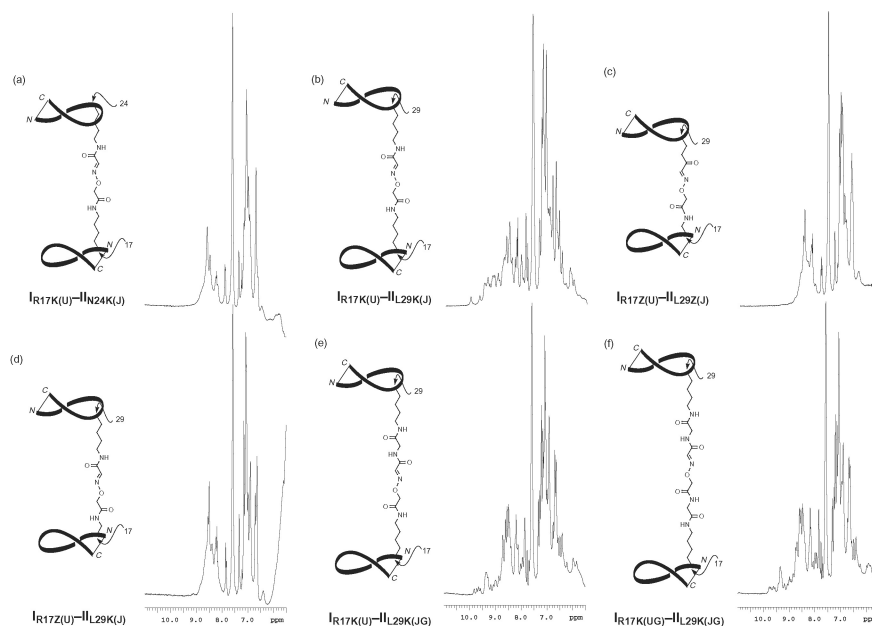 (a)
C
24
N
NH
O
N
O
O
HN
N
17
C
I R17K(U)–II N24K(J)
(b)
C
29
N
NH
O
N
O
O
HN
N
17
C
I R17K(U)–II L29K(J)
(c)
C
29
N
O
N
O
O
HN
N
17
C
I R17Z(U)–II L29Z(J)
(d)
C
29
N
NH
O
N
O
O
HN
N
17
C
I R17Z(U)–II L29K(J)
10.0 9.0 8.0 7.0 ppm
(e)
C
29
N
NH
O
HN
O
N
O
O
HN
N
17
C
I R17K(U)–II L29K(JG)
10.0 9.0 8.0 7.0 ppm
(f)
C
29
N
NH
O
HN
O
N
O
O
NH
O
HN
N
17
C
I R17K(UG)–II L29K(JG)
10.0 9.0 8.0 7.0 ppm